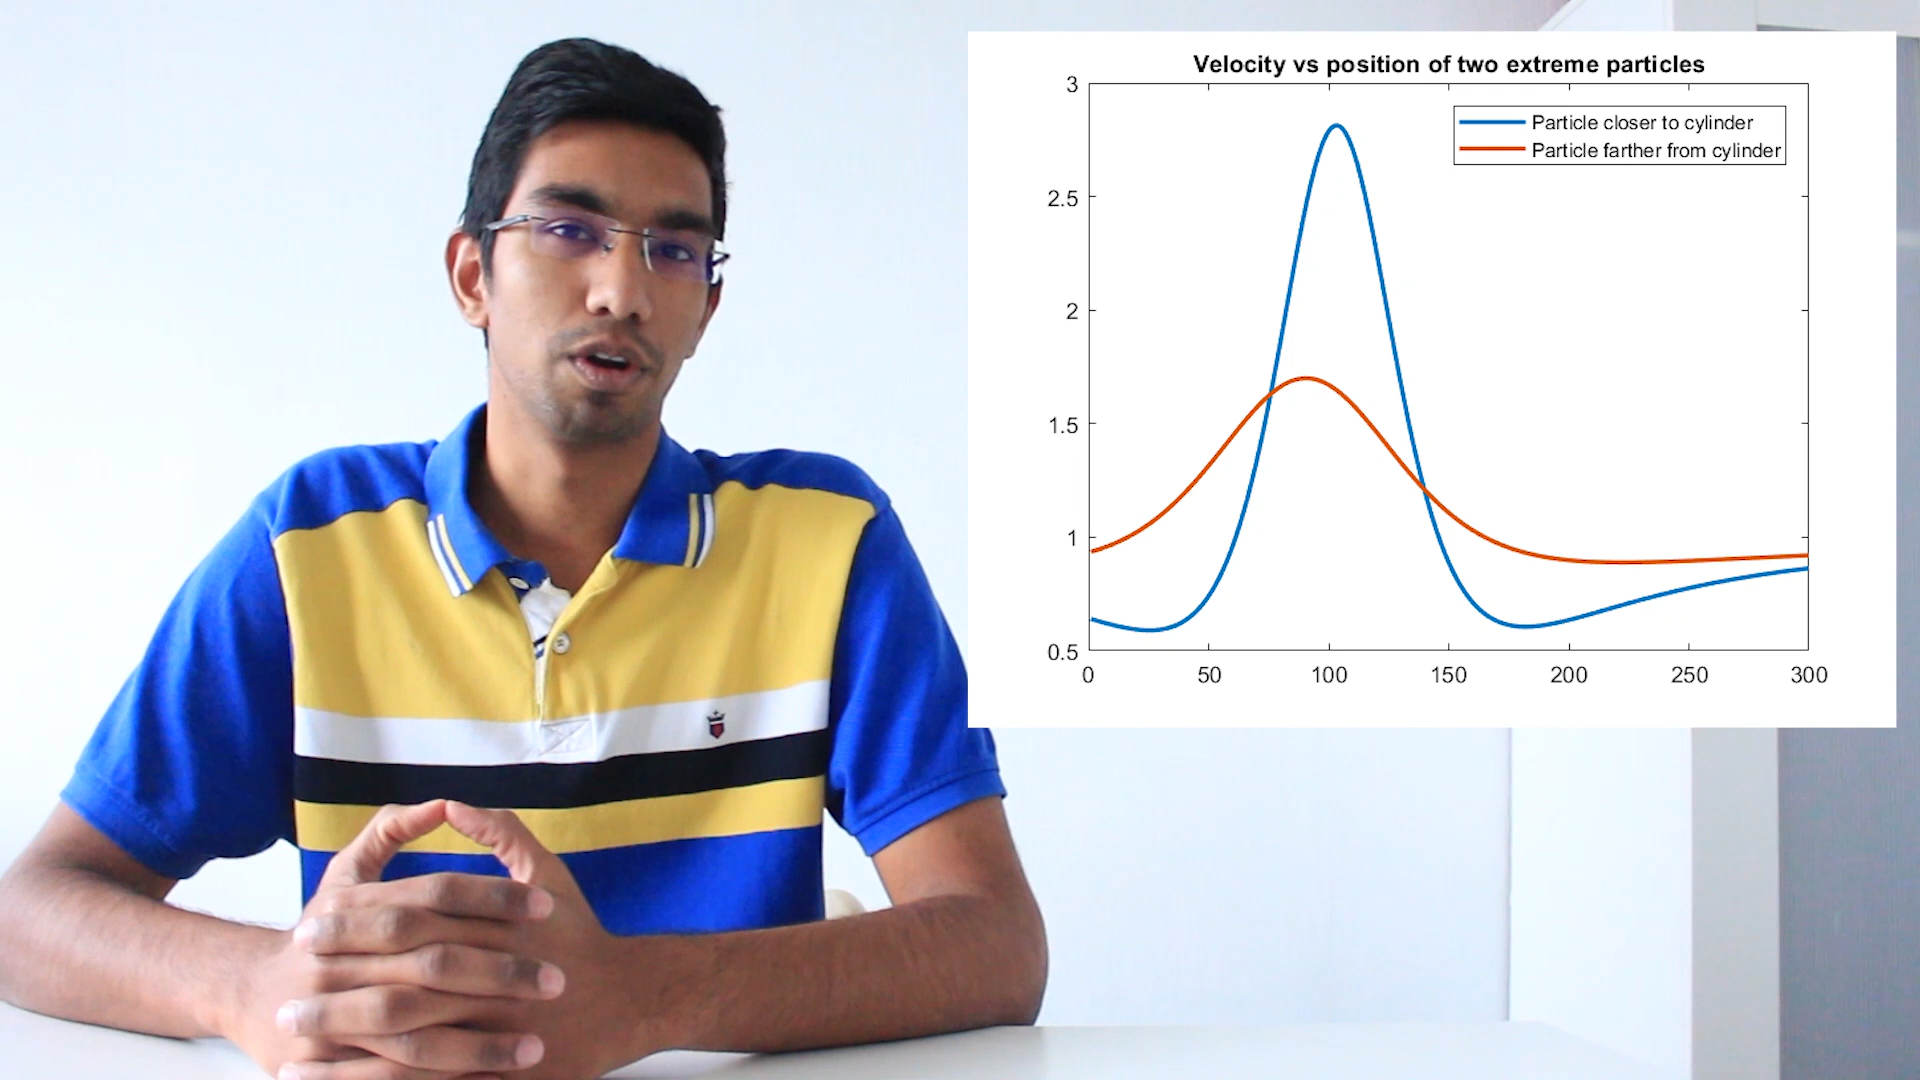 Velocity vs position of two extreme particles
3
Particle closer to cylinder
Particle farther from cylinder
2.5
2
1.5
1
0.5
0 50 100 150 200 250 300